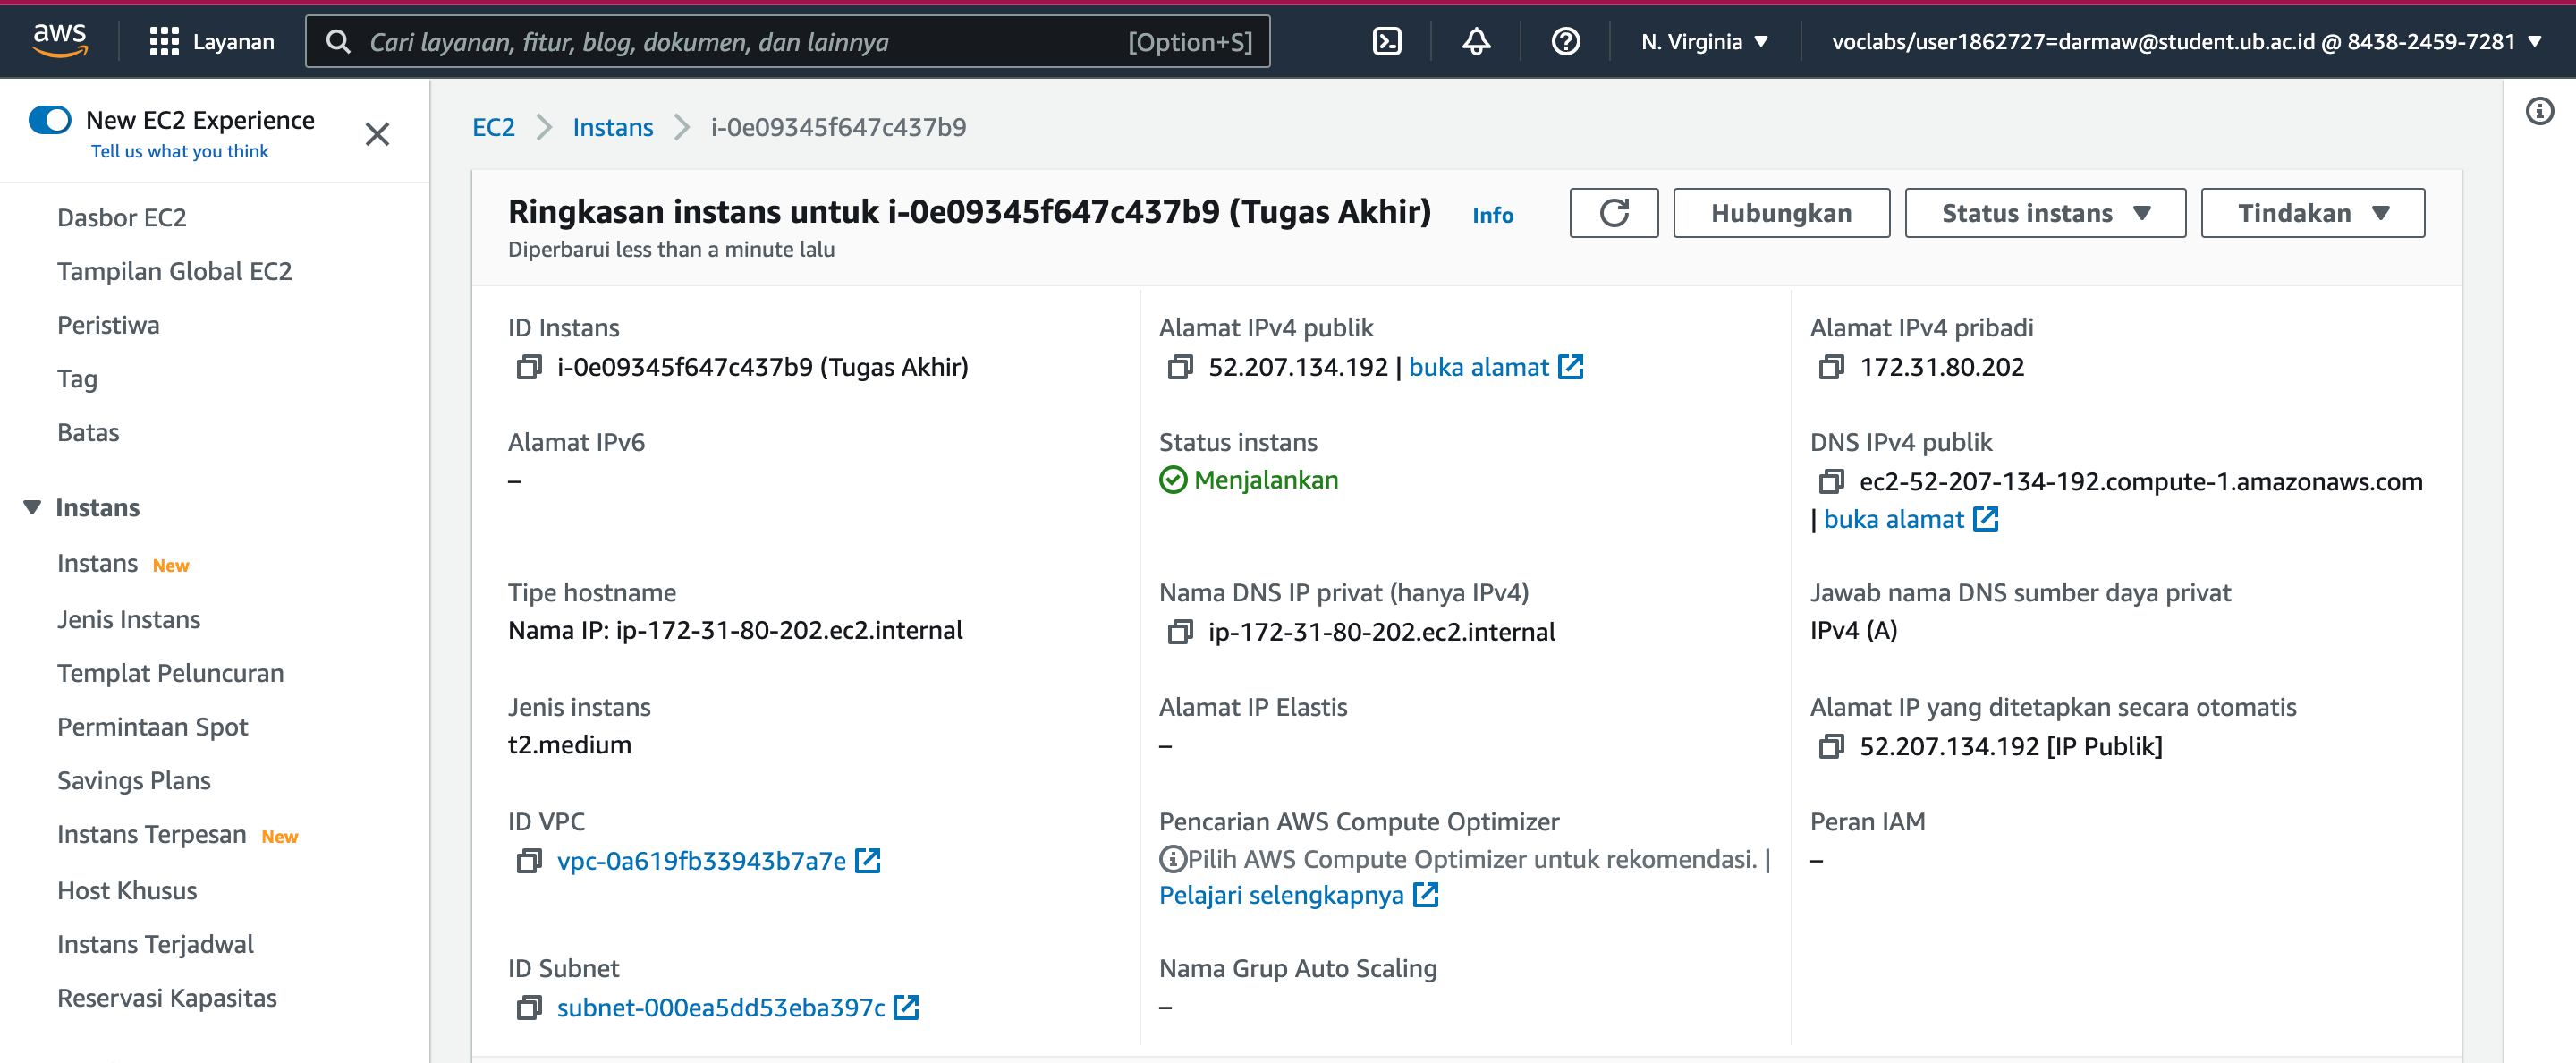 aws
Layanan
Cari layanan, fitur, blog, dokumen, dan lainnya
[Option+S]
N. Virginia
voclabs/user1862727=darmaw@student.ub.ac.id @ 8438-2459-7281
New EC2 Experience
Tell us what you think
Dasbor EC2
Tampilan Global EC2
Peristiwa
Tag
Batas
Instans
Instans New
Jenis Instans
Templat Peluncuran
Permintaan Spot
Savings Plans
Instans Terpesan New
Host Khusus
Instans Terjadwal
Reservasi Kapasitas
EC2 > Instans > i-0e09345f647c437b9
Ringkasan instans untuk i-0e09345f647c437b9 (Tugas Akhir) Info
Diperbarui less than a minute lalu
Hubungkan
Status instans
Tindakan
ID Instans
i-0e09345f647c437b9 (Tugas Akhir)
Alamat IPv4 publik
52.207.134.192 | buka alamat
Alamat IPv4 pribadi
172.31.80.202
Alamat IPv6
–
Status instans
Menjalankan
DNS IPv4 publik
ec2-52-207-134-192.compute-1.amazonaws.com
| buka alamat
Tipe hostname
Nama IP: ip-172-31-80-202.ec2.internal
Nama DNS IP privat (hanya IPv4)
ip-172-31-80-202.ec2.internal
Jawab nama DNS sumber daya privat
IPv4 (A)
Jenis instans
t2.medium
Alamat IP Elastis
–
Alamat IP yang ditetapkan secara otomatis
52.207.134.192 [IP Publik]
ID VPC
vpc-0a619fb33943b7a7e
Pencarian AWS Compute Optimizer
Pilih AWS Compute Optimizer untuk rekomendasi. |
Pelajari selengkapnya
Peran IAM
–
ID Subnet
subnet-000ea5dd53eba397c
Nama Grup Auto Scaling
–